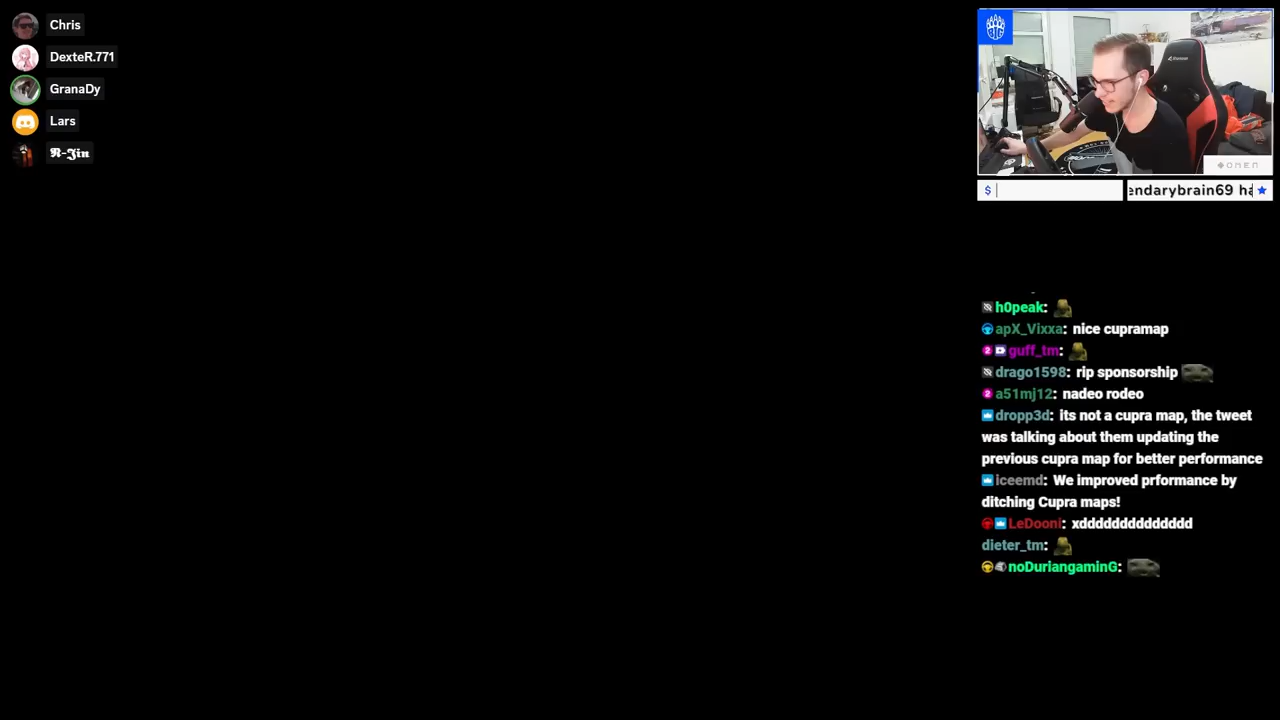 Chris
DexteR.771
GranaDy
Lars
𝕽-𝕵𝖎𝖓
BIG
OMEN
$
endarybrain69 ha
h0peak:
apX_Vixxa: nice cupramap
guff_tm:
drago1598: rip sponsorship
a51mj12: nadeo rodeo
dropp3d: its not a cupra map, the tweet
was talking about them updating the
previous cupra map for better performance
iceemd: We improved prformance by
ditching Cupra maps!
LeDooni: xdddddddddddddd
dieter_tm:
noDuriangaminG: